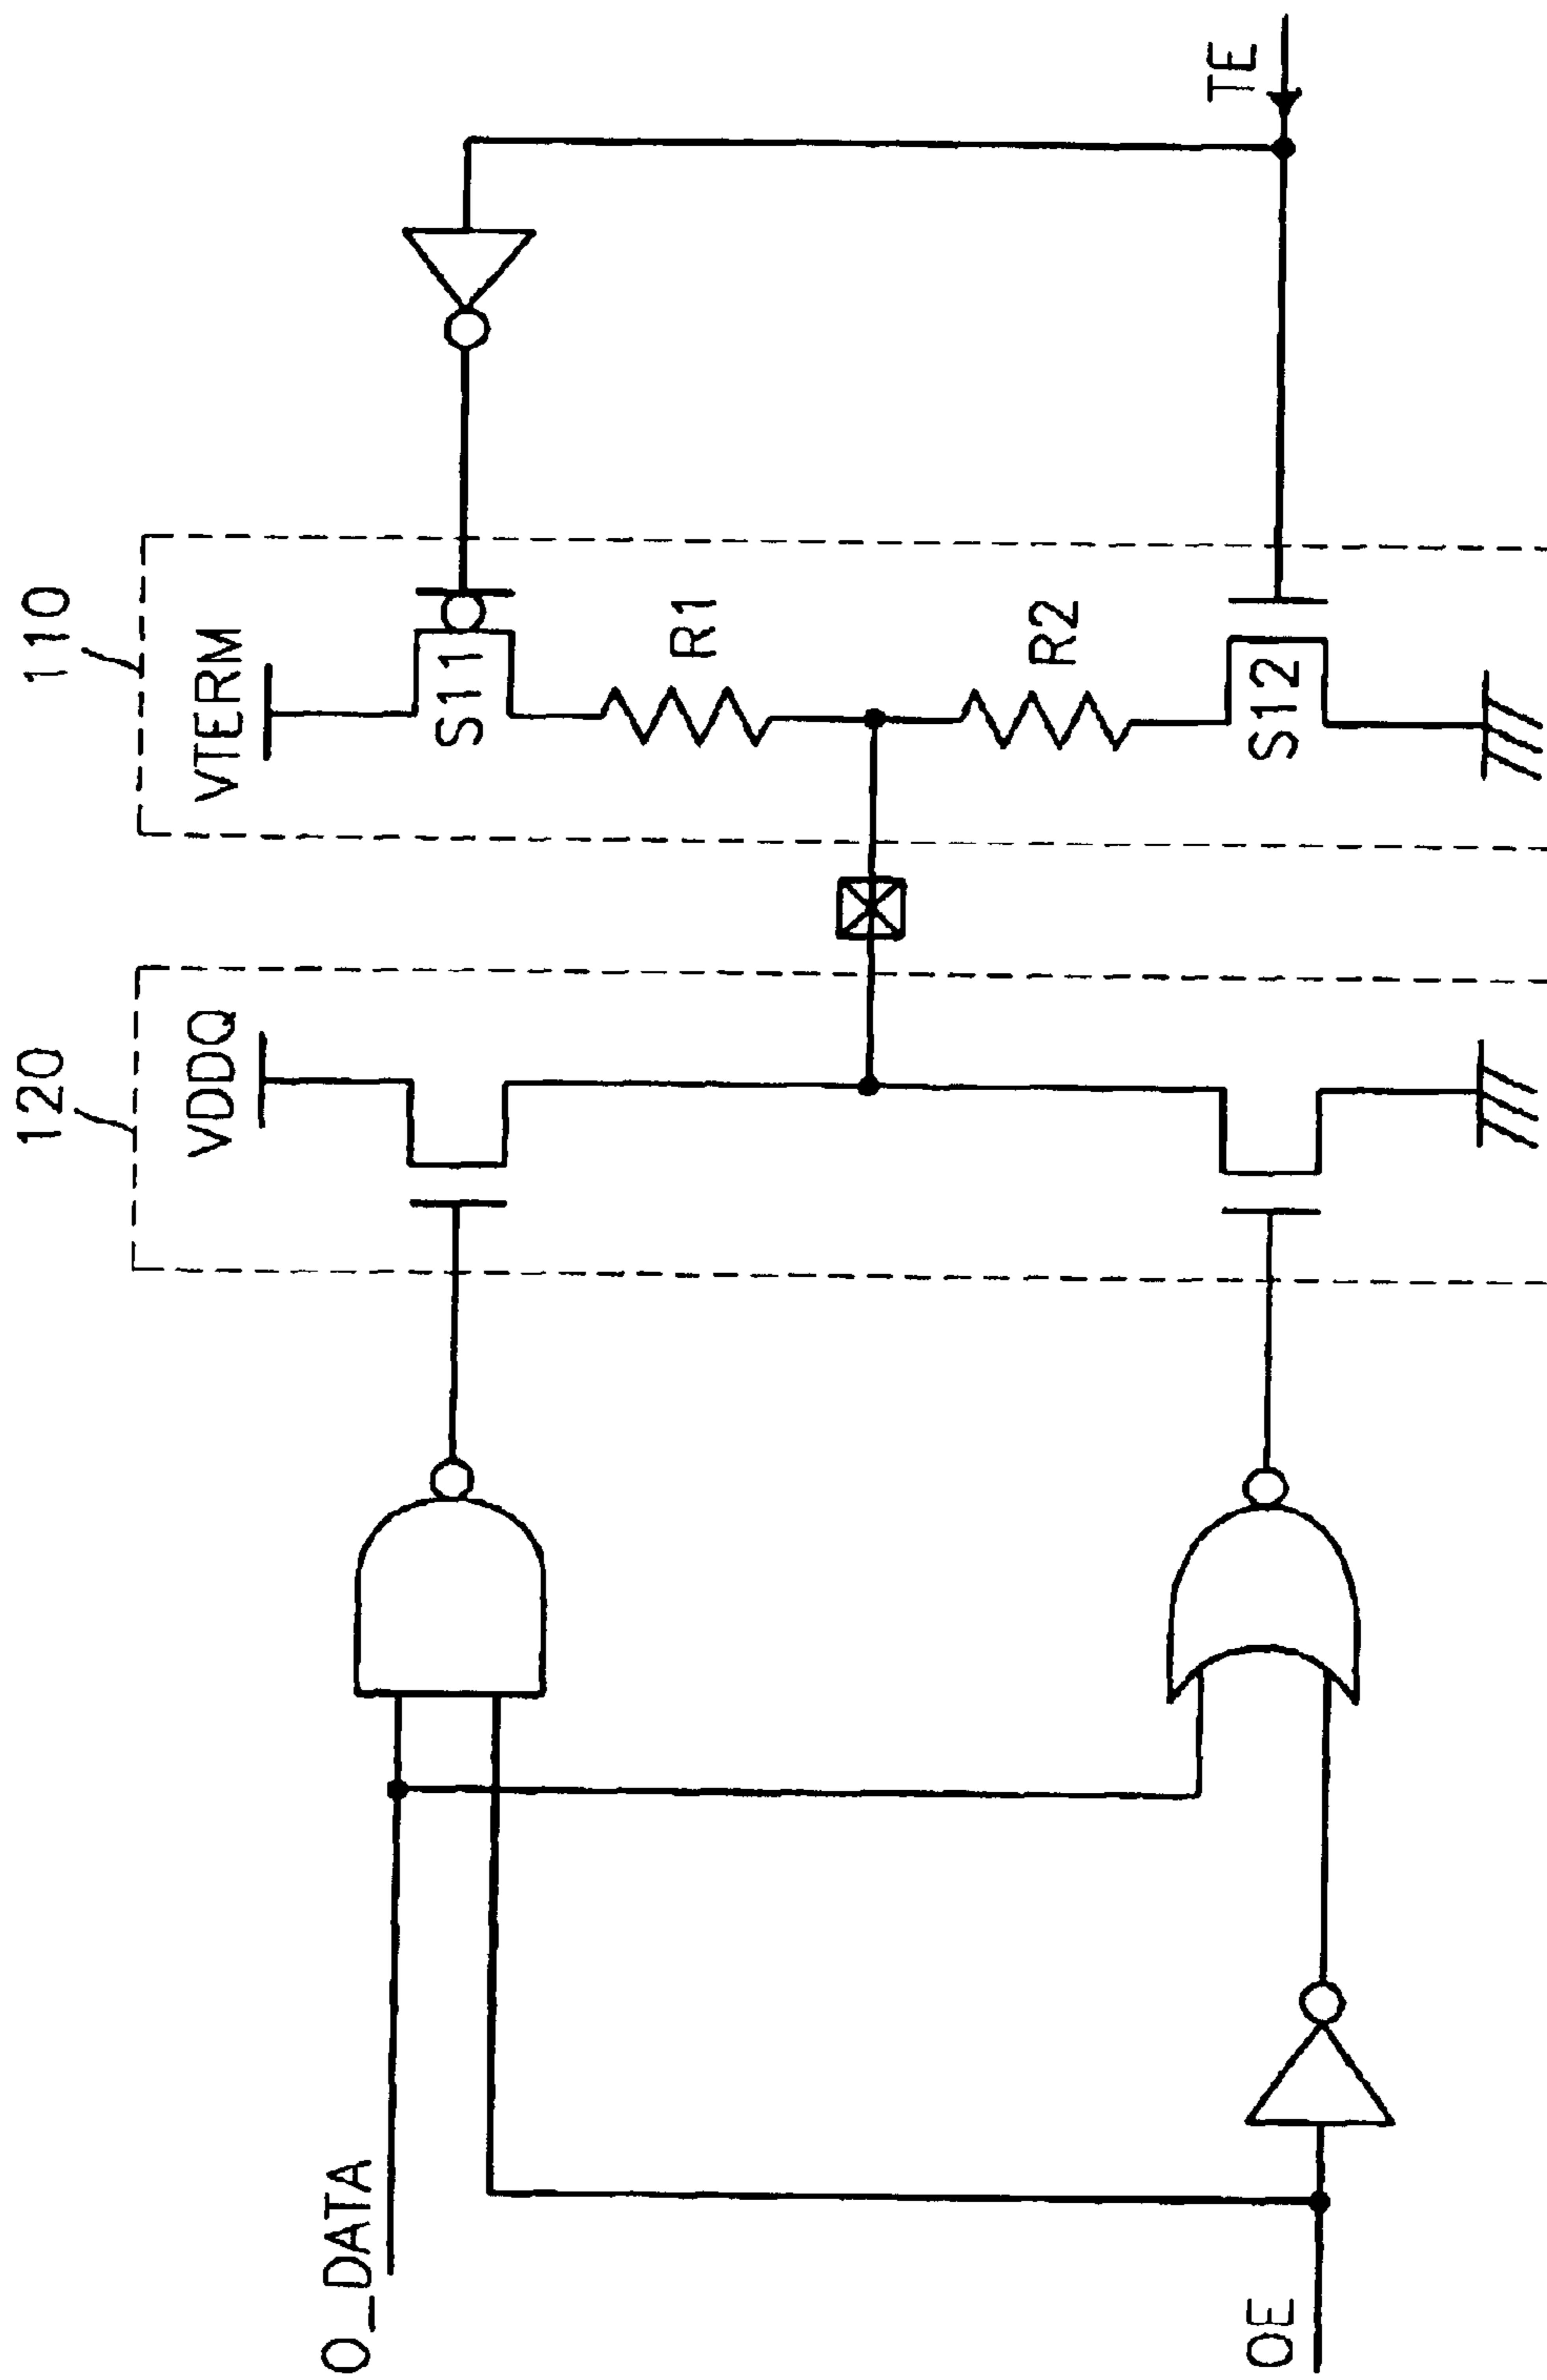 120
110
VDDQ
VTERM
O_DATA
S11
R1
R2
TE
OE
S12